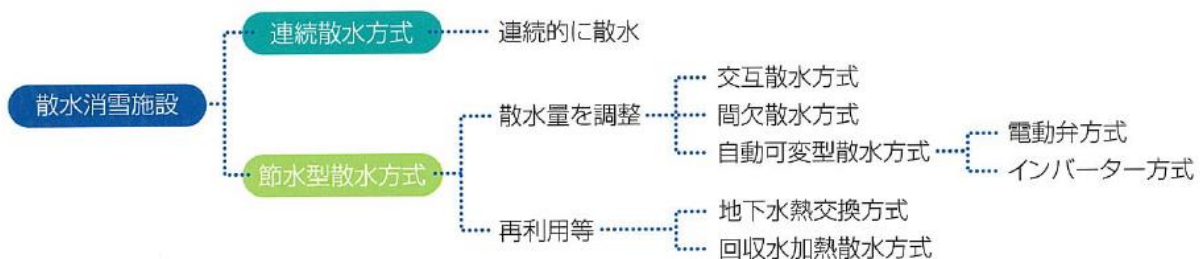 散水消雪施設
連続散水方式
連続的に散水
節水型散水方式
散水量を調整
交互散水方式
間欠散水方式
自動可変型散水方式
電動弁方式
インバーター方式
再利用等
地下水熱交換方式
回収水加熱散水方式